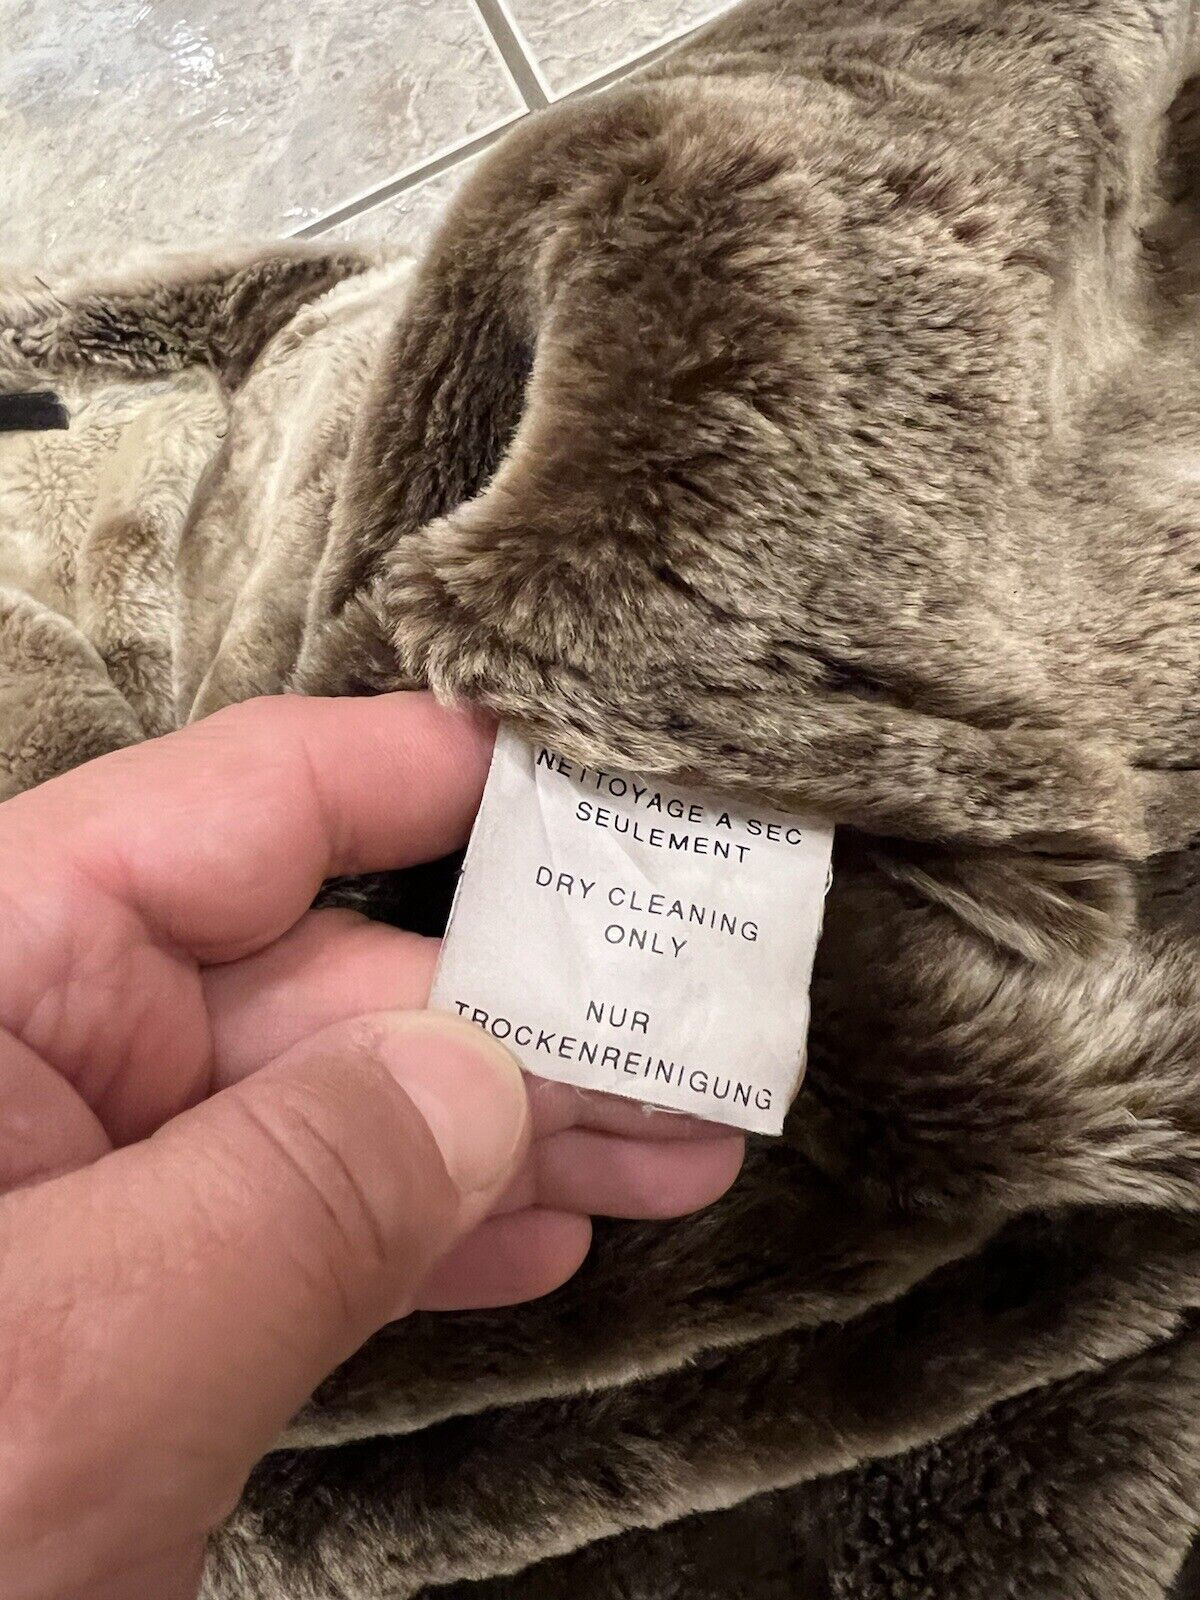 NETTOYAGE A SEC
SEULEMENT
DRY CLEANING
ONLY
NUR
TROCKENREINIGUNG